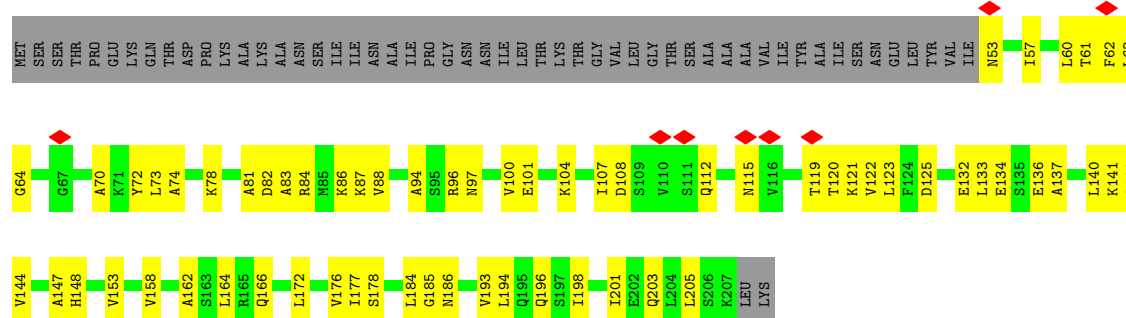 MET SER SER THR PRO GLU LYS GLN THR ASP PRO LYS ALA LYS ALA ASN SER ILE ILE ASN ALA ILE PRO GLY ASN ASN ILE LEU THR LYS THR GLY VAL LEU GLY THR SER ALA ALA ALA VAL ILE TYR ALA ILE SER ASN GLU LEU TYR VAL ILE N53 I57 L60 T61 F62
G64 G67 A70 K71 Y72 L73 A74 K78 A81 D82 A83 R84 M85 K86 K87 V88 A94 S95 R96 N97 V100 E101 K104 I107 D108 S109 V110 S111 Q112 N115 V116 T119 T120 K121 V122 L123 F124 D125 E132 L133 E134 S135 E136 A137 L140 K141
V144 A147 H148 V153 V158 A162 S163 L164 R165 Q166 L172 V176 I177 S178 L184 G185 N186 V193 L194 Q195 Q196 S197 I198 I201 E202 Q203 L204 L205 S206 K207 LEU LYS